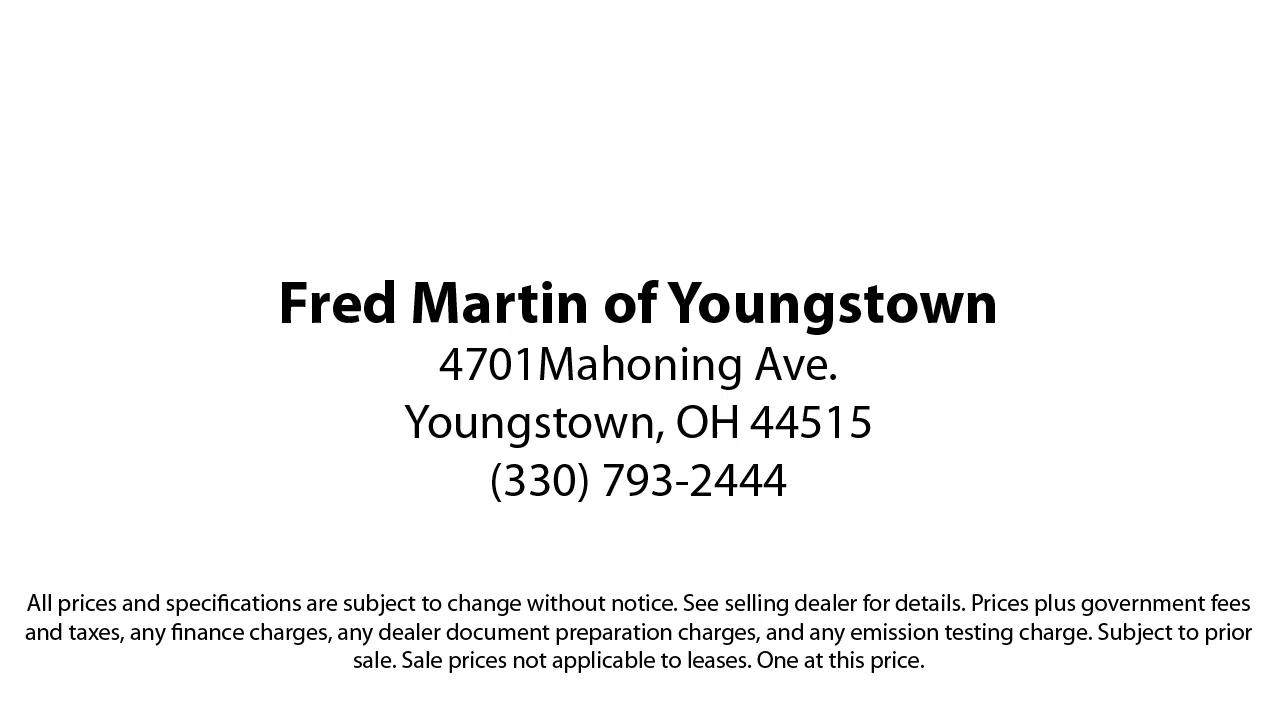 Fred Martin of Youngstown
4701Mahoning Ave.
Youngstown, OH 44515
(330) 793-2444
All prices and specifications are subject to change without notice. See selling dealer for details. Prices plus government fees
and taxes, any finance charges, any dealer document preparation charges, and any emission testing charge. Subject to prior
sale. Sale prices not applicable to leases. One at this price.